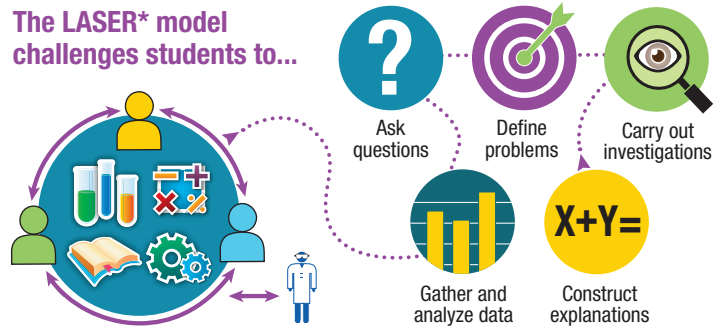 The LASER* model
challenges students to...
?
Ask
questions
Define
problems
Carry out
investigations
− +
× %
X+Y=
Gather and
analyze data
Construct
explanations